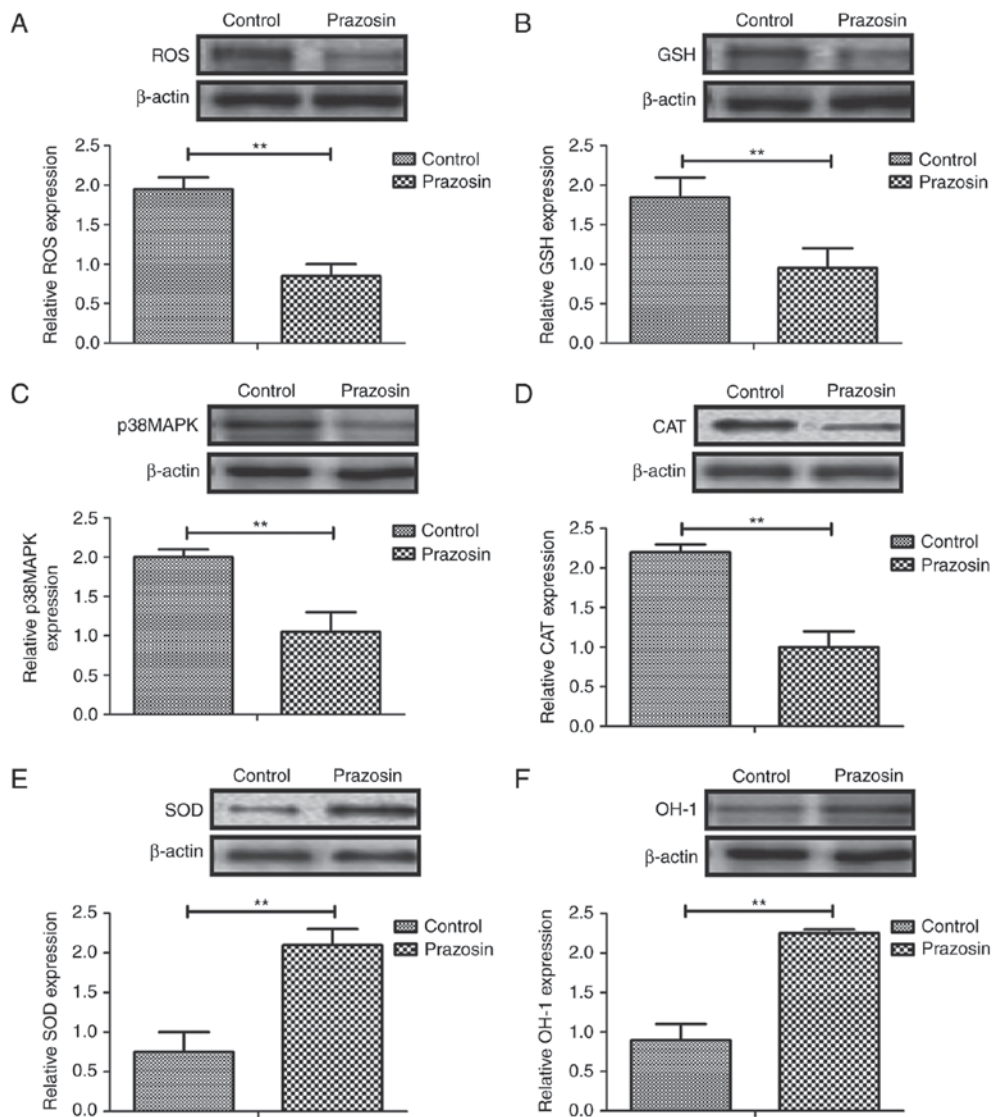 A
Control Prazosin
ROS
β-actin
**
2.5
2.0
1.5
1.0
0.5
0.0
Relative ROS expression
Control
Prazosin
B
Control Prazosin
GSH
β-actin
**
2.5
2.0
1.5
1.0
0.5
0.0
Relative GSH expression
Control
Prazosin
C
Control Prazosin
p38MAPK
β-actin
**
2.5
2.0
1.5
1.0
0.5
0.0
Relative p38MAPK
expression
Control
Prazosin
D
Control Prazosin
CAT
β-actin
**
2.5
2.0
1.5
1.0
0.5
0.0
Relative CAT expression
Control
Prazosin
E
Control Prazosin
SOD
β-actin
**
2.5
2.0
1.5
1.0
0.5
0.0
Relative SOD expression
Control
Prazosin
F
Control Prazosin
OH-1
β-actin
**
2.5
2.0
1.5
1.0
0.5
0.0
Relative OH-1 expression
Control
Prazosin